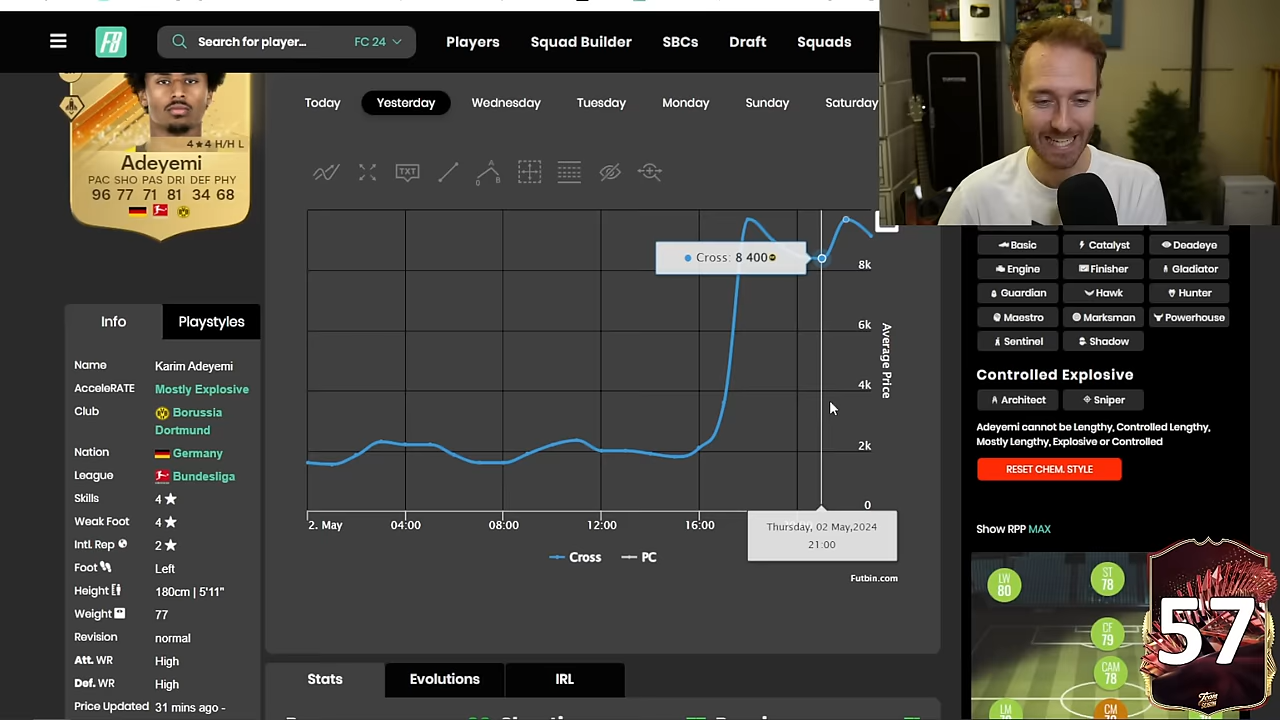 FB
Search for player...
FC 24
Players
Squad Builder
SBCs
Draft
Squads
4★4 H/H L
Adeyemi
PAC SHO PAS DRI DEF PHY
96 77 71 81 34 68
Today
Yesterday
Wednesday
Tuesday
Monday
Sunday
Saturday
TXT
Cross: 8 400
8k
6k
4k
2k
0
Average Price
2. May
04:00
08:00
12:00
16:00
Thursday, 02 May,2024
21:00
Cross
PC
Futbin.com
Info
Playstyles
Name
Karim Adeyemi
AcceleRATE
Mostly Explosive
Club
Borussia
Dortmund
Nation
Germany
League
Bundesliga
Skills
4 ★
Weak Foot
4 ★
Intl. Rep
2 ★
Foot
Left
Height
180cm | 5'11"
Weight
77
Revision
normal
Att. WR
High
Def. WR
High
Price Updated
31 mins ago -
Stats
Evolutions
IRL
Basic
Catalyst
Deadeye
Engine
Finisher
Gladiator
Guardian
Hawk
Hunter
Maestro
Marksman
Powerhouse
Sentinel
Shadow
Controlled Explosive
Architect
Sniper
Adeyemi cannot be Lengthy, Controlled Lengthy,
Mostly Lengthy, Explosive or Controlled
RESET CHEM. STYLE
Show RPP MAX
LW
80
ST
78
CF
79
CAM
78
LM
CM
57